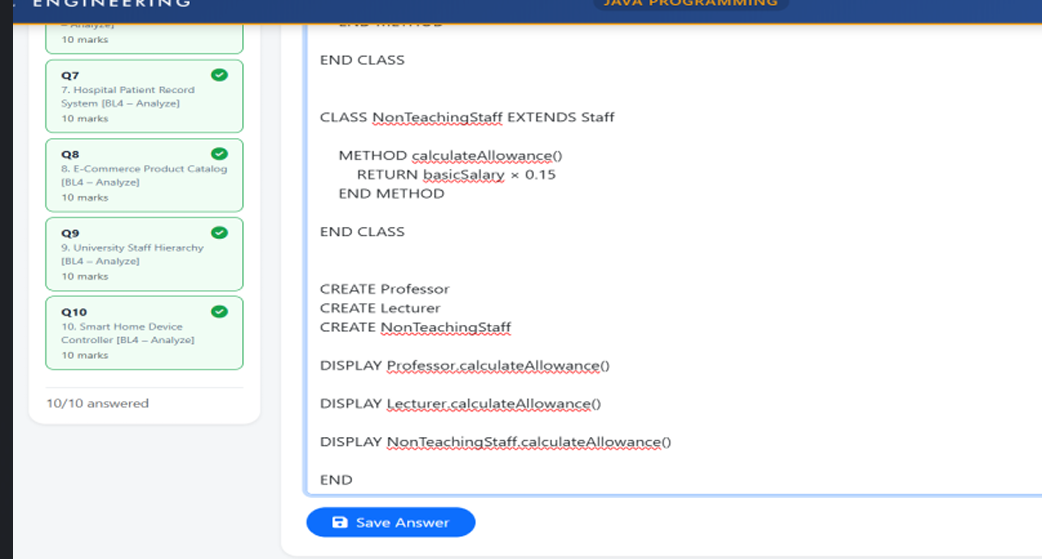 ENGINEERING
JAVA PROGRAMMING
– Analyze]
10 marks
Q7
7. Hospital Patient Record
System [BL4 – Analyze]
10 marks
Q8
8. E-Commerce Product Catalog
[BL4 – Analyze]
10 marks
Q9
9. University Staff Hierarchy
[BL4 – Analyze]
10 marks
Q10
10. Smart Home Device
Controller [BL4 – Analyze]
10 marks
10/10 answered
END METHOD
END CLASS
CLASS NonTeachingStaff EXTENDS Staff
METHOD calculateAllowance()
RETURN basicSalary × 0.15
END METHOD
END CLASS
CREATE Professor
CREATE Lecturer
CREATE NonTeachingStaff
DISPLAY Professor.calculateAllowance()
DISPLAY Lecturer.calculateAllowance()
DISPLAY NonTeachingStaff.calculateAllowance()
END
Save Answer